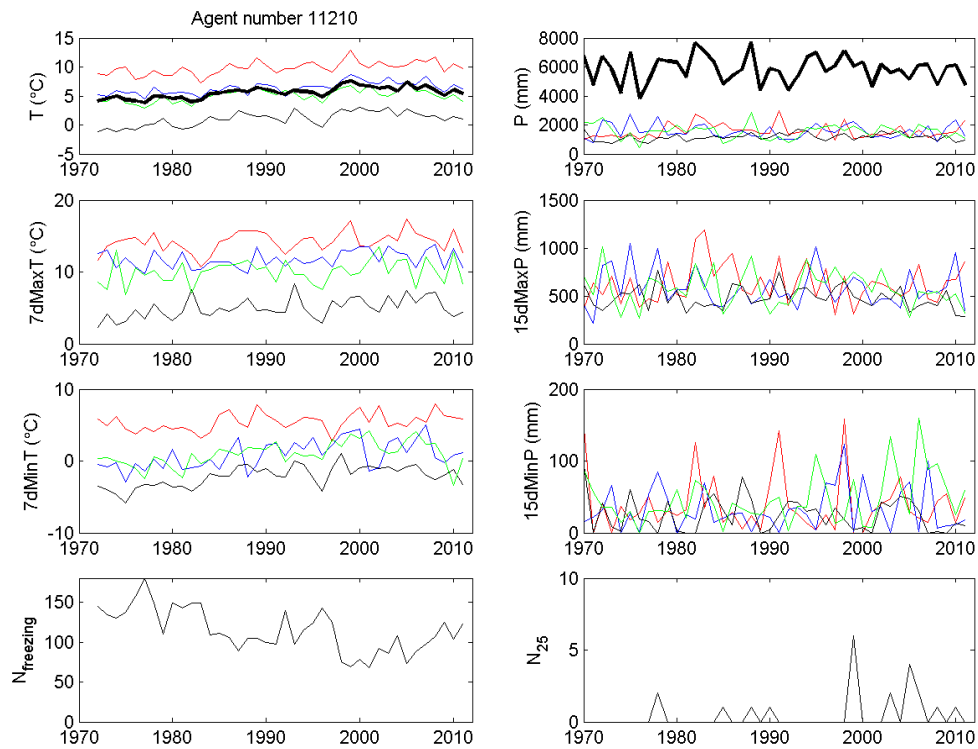 Agent number 11210
T (°C)
15
10
5
0
-5
1970 1980 1990 2000 2010
P (mm)
8000
6000
4000
2000
0
1970 1980 1990 2000 2010
7dMaxT (°C)
20
10
0
1970 1980 1990 2000 2010
15dMaxP (mm)
1500
1000
500
0
1970 1980 1990 2000 2010
7dMinT (°C)
10
0
-10
1970 1980 1990 2000 2010
15dMinP (mm)
200
100
0
1970 1980 1990 2000 2010
Nfreezing
150
100
50
0
1970 1980 1990 2000 2010
N25
10
5
0
1970 1980 1990 2000 2010